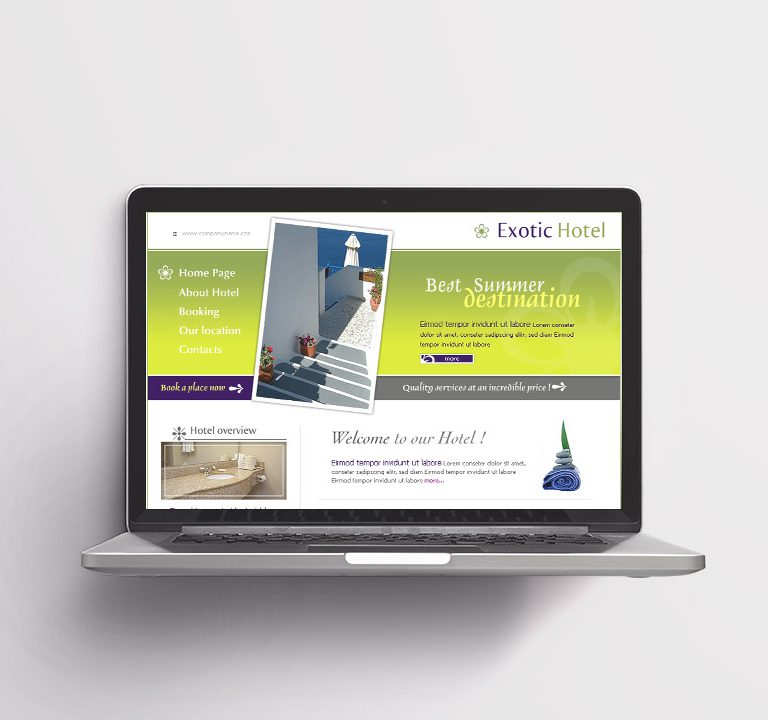 www.companyname.com
Exotic Hotel
Home Page
About Hotel
Booking
Our location
Contacts
Best Summer
destination
Eirmod tempor invidunt ut labore Lorem consetetur
dolor sit amet, conseter sadipscing elitr, sed diam Eirmod
tempor invidunt ut labore
more
Book a place now
Quality services at an incredible price !
Hotel overview
Welcome to our Hotel !
Eirmod tempor invidunt ut labore Lorem conseter dolor sit amet,
consetetur sadipscing elitr, sed diam Eirmod tempor invidunt ut labore
Eirmod tempor invidunt ut labore more...